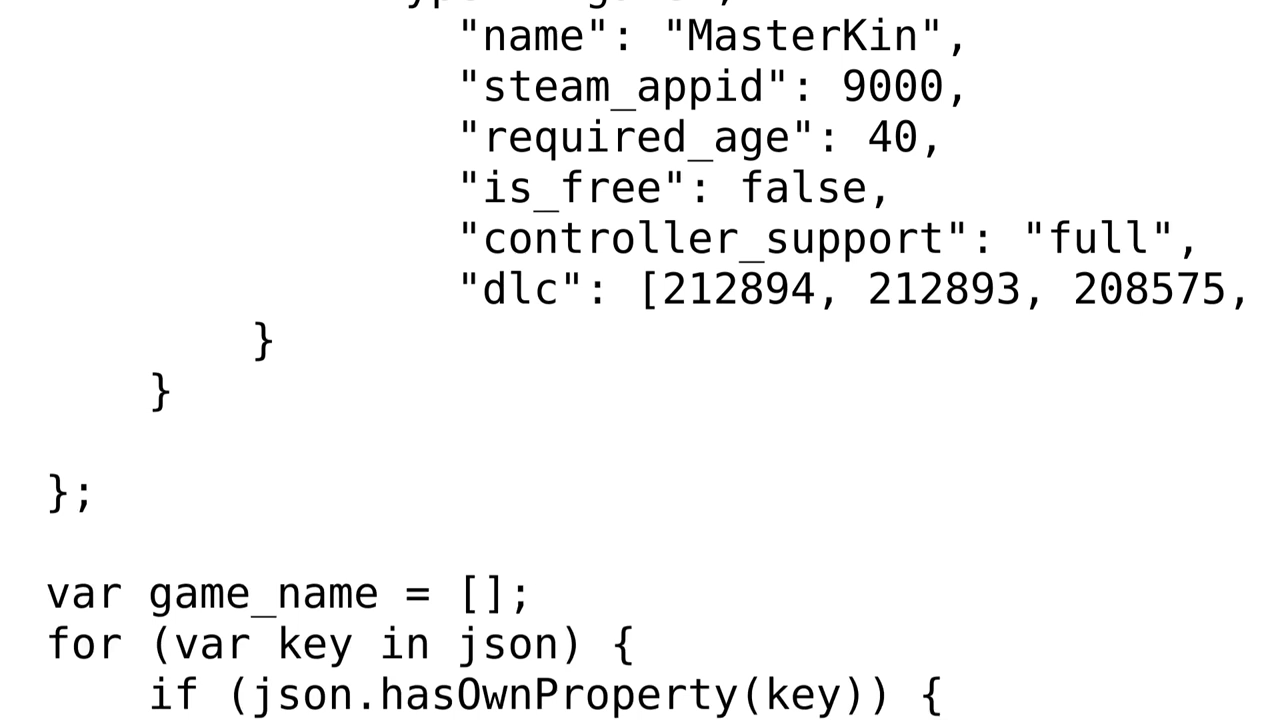 "name": "MasterKin",
"steam_appid": 9000,
"required_age": 40,
"is_free": false,
"controller_support": "full",
"dlc": [212894, 212893, 208575,
}
}
};
var game_name = [];
for (var key in json) {
if (json.hasOwnProperty(key)) {